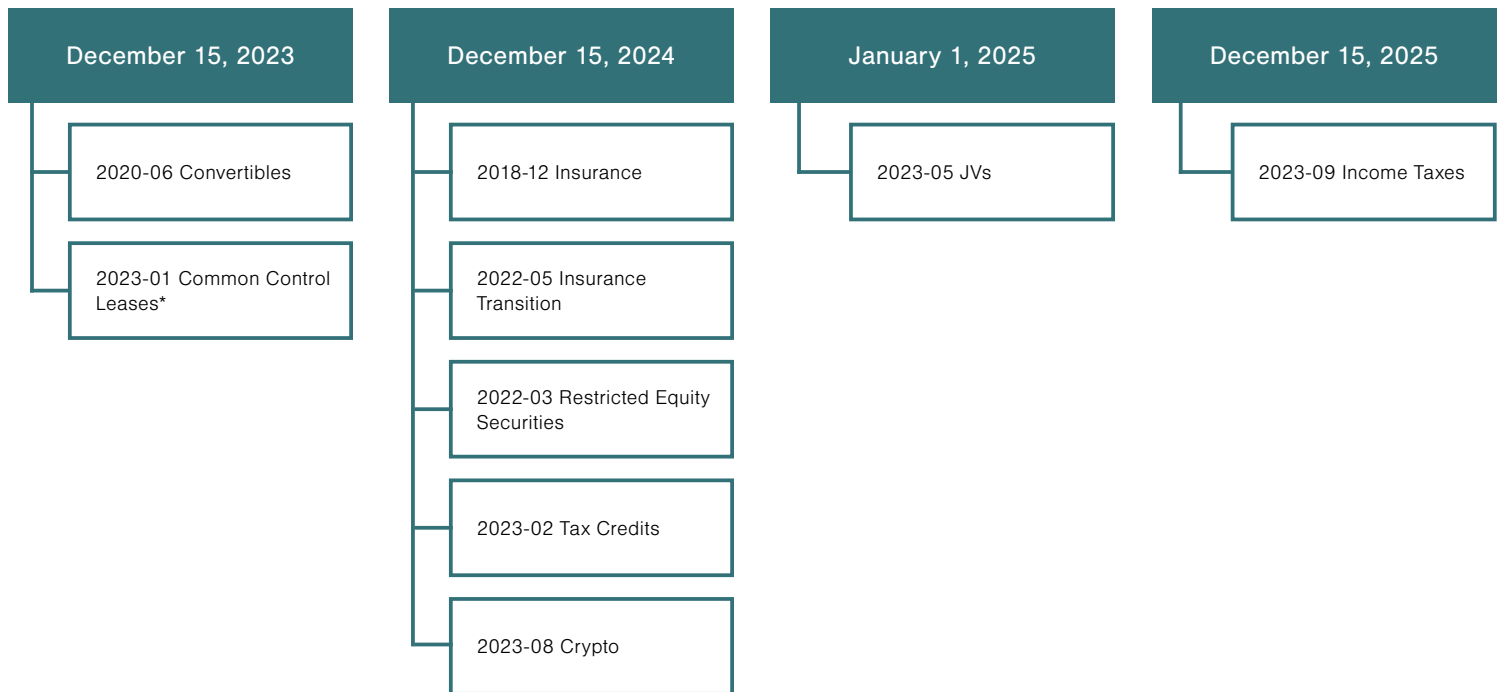 December 15, 2023
2020-06 Convertibles
2023-01 Common Control
Leases*
December 15, 2024
2018-12 Insurance
2022-05 Insurance
Transition
2022-03 Restricted Equity
Securities
2023-02 Tax Credits
2023-08 Crypto
January 1, 2025
2023-05 JVs
December 15, 2025
2023-09 Income Taxes